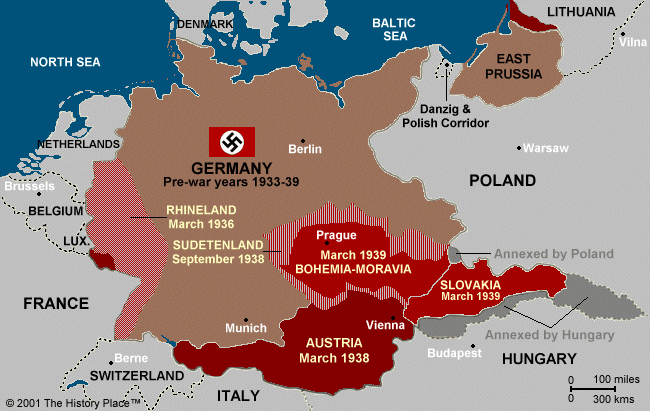 DENMARK
BALTIC
SEA
LITHUANIA
Vilna
NORTH SEA
EAST
PRUSSIA
Danzig &
Polish Corridor
NETHERLANDS
Berlin
GERMANY
Pre-war years 1933-39
Warsaw
POLAND
Brussels
BELGIUM
RHINELAND
March 1936
LUX.
SUDETENLAND
September 1938
Prague
March 1939
BOHEMIA-MORAVIA
Annexed by Poland
SLOVAKIA
March 1939
FRANCE
Munich
Vienna
Annexed by Hungary
AUSTRIA
March 1938
Berne
SWITZERLAND
Budapest
HUNGARY
ITALY
0 100 miles
0 300 kms
© 2001 The History Place™